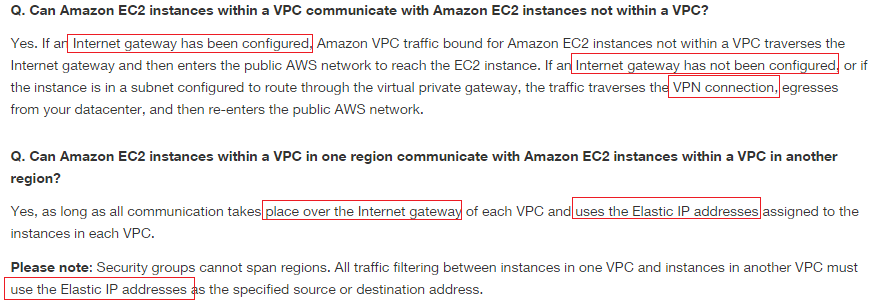 Q. Can Amazon EC2 instances within a VPC communicate with Amazon EC2 instances not within a VPC?
Yes. If an Internet gateway has been configured, Amazon VPC traffic bound for Amazon EC2 instances not within a VPC traverses the
Internet gateway and then enters the public AWS network to reach the EC2 instance. If an Internet gateway has not been configured, or if
the instance is in a subnet configured to route through the virtual private gateway, the traffic traverses the VPN connection, egresses
from your datacenter, and then re-enters the public AWS network.
Q. Can Amazon EC2 instances within a VPC in one region communicate with Amazon EC2 instances within a VPC in another
region?
Yes, as long as all communication takes place over the Internet gateway of each VPC and uses the Elastic IP addresses assigned to the
instances in each VPC.
Please note: Security groups cannot span regions. All traffic filtering between instances in one VPC and instances in another VPC must
use the Elastic IP addresses as the specified source or destination address.